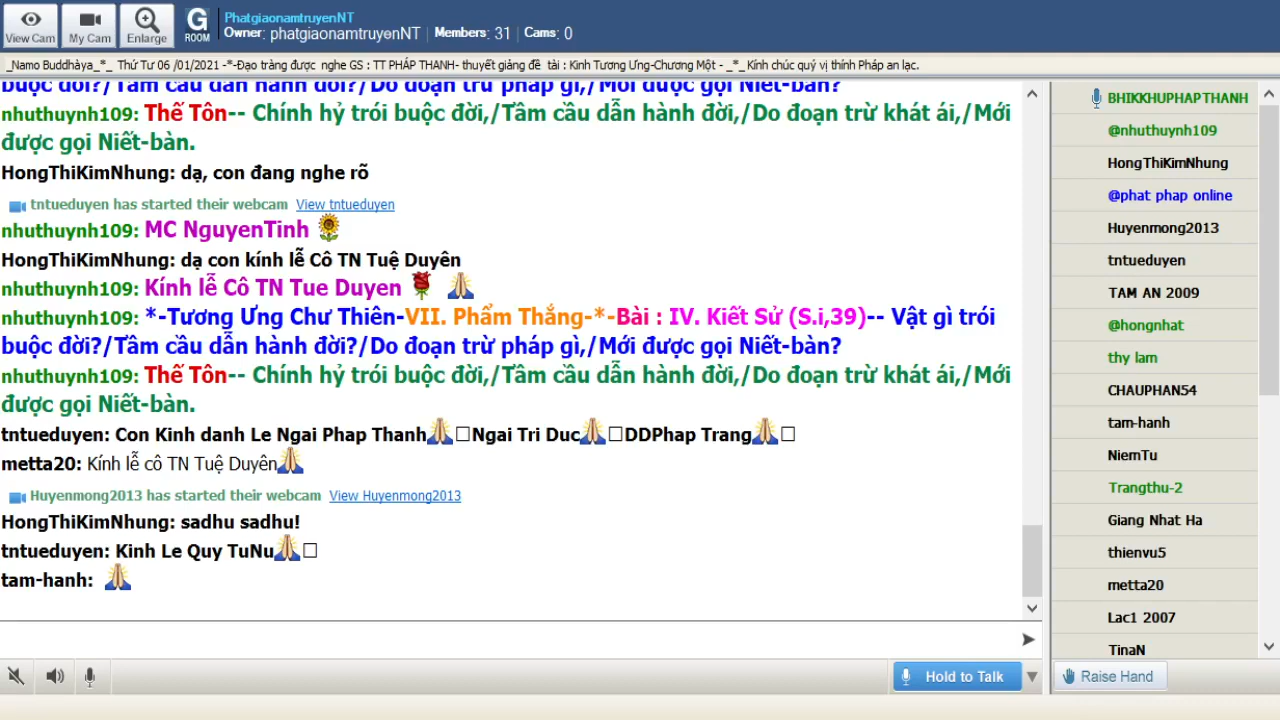 View Cam
My Cam
Enlarge
G
ROOM
PhatgiaonamtruyenNT
Owner: phatgiaonamtruyenNT | Members: 31 | Cams: 0
_Namo Buddhàya_*_ Thứ Tư 06 /01/2021 -*-Đạo tràng được nghe GS : TT PHÁP THANH- thuyết giảng đề tài : Kinh Tương Ưng-Chương Một - _*_ Kính chúc quý vị thính Pháp an lạc.
buộc đời?/Tâm cầu dẫn hành đời?/Do đoạn trừ pháp gì,/Mới được gọi Niết-bàn?
nhuthuynh109: Thế Tôn-- Chính hỷ trói buộc đời,/Tầm cầu dẫn hành đời,/Do đoạn trừ khát ái,/Mới
được gọi Niết-bàn.
HongThiKimNhung: dạ, con đang nghe rõ
tntueduyen has started their webcam View tntueduyen
nhuthuynh109: MC NguyenTinh
HongThiKimNhung: dạ con kính lễ Cô TN Tuệ Duyên
nhuthuynh109: Kính lễ Cô TN Tue Duyen
nhuthuynh109: *-Tương Ưng Chư Thiên-VII. Phẩm Thắng-*-Bài : IV. Kiết Sử (S.i,39)-- Vật gì trói
buộc đời?/Tầm cầu dẫn hành đời?/Do đoạn trừ pháp gì,/Mới được gọi Niết-bàn?
nhuthuynh109: Thế Tôn-- Chính hỷ trói buộc đời,/Tầm cầu dẫn hành đời,/Do đoạn trừ khát ái,/Mới
được gọi Niết-bàn.
tntueduyen: Con Kinh danh Le Ngai Phap Thanh🙏□Ngai Tri Duc🙏□DDPhap Trang🙏□
metta20: Kính lễ cô TN Tuệ Duyên
Huyenmong2013 has started their webcam View Huyenmong2013
HongThiKimNhung: sadhu sadhu!
tntueduyen: Kinh Le Quy TuNu🙏□
tam-hanh:
Hold to Talk
BHIKKHUPHAPTHANH
@nhuthuynh109
HongThiKimNhung
@phat phap online
Huyenmong2013
tntueduyen
TAM AN 2009
@hongnhat
thy lam
CHAUPHAN54
tam-hanh
NiemTu
Trangthu-2
Giang Nhat Ha
thienvu5
metta20
Lac1 2007
TinaN
Raise Hand